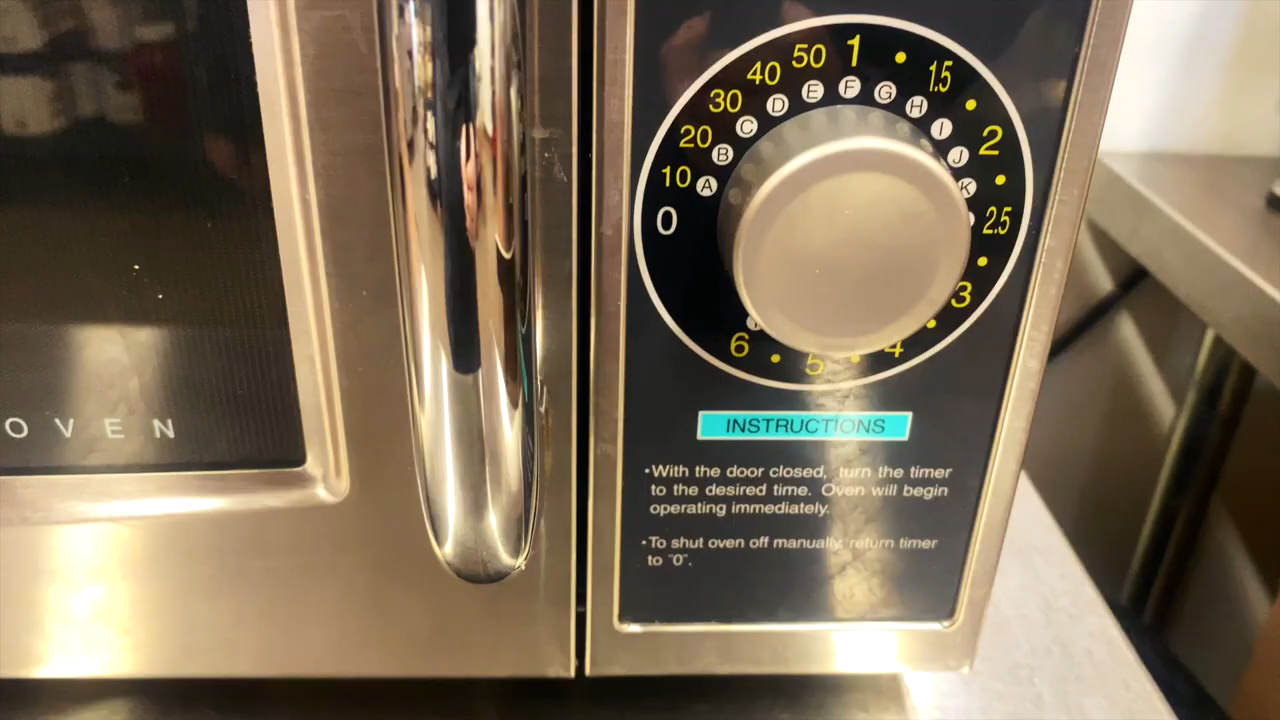 10 20 30 40 50 1 1.5 2 2.5 3 4 5 6
0
A B C D E F G H I J K
OVEN
INSTRUCTIONS
•With the door closed, turn the timer
to the desired time. Oven will begin
operating immediately.
•To shut oven off manually, return timer
to "0".